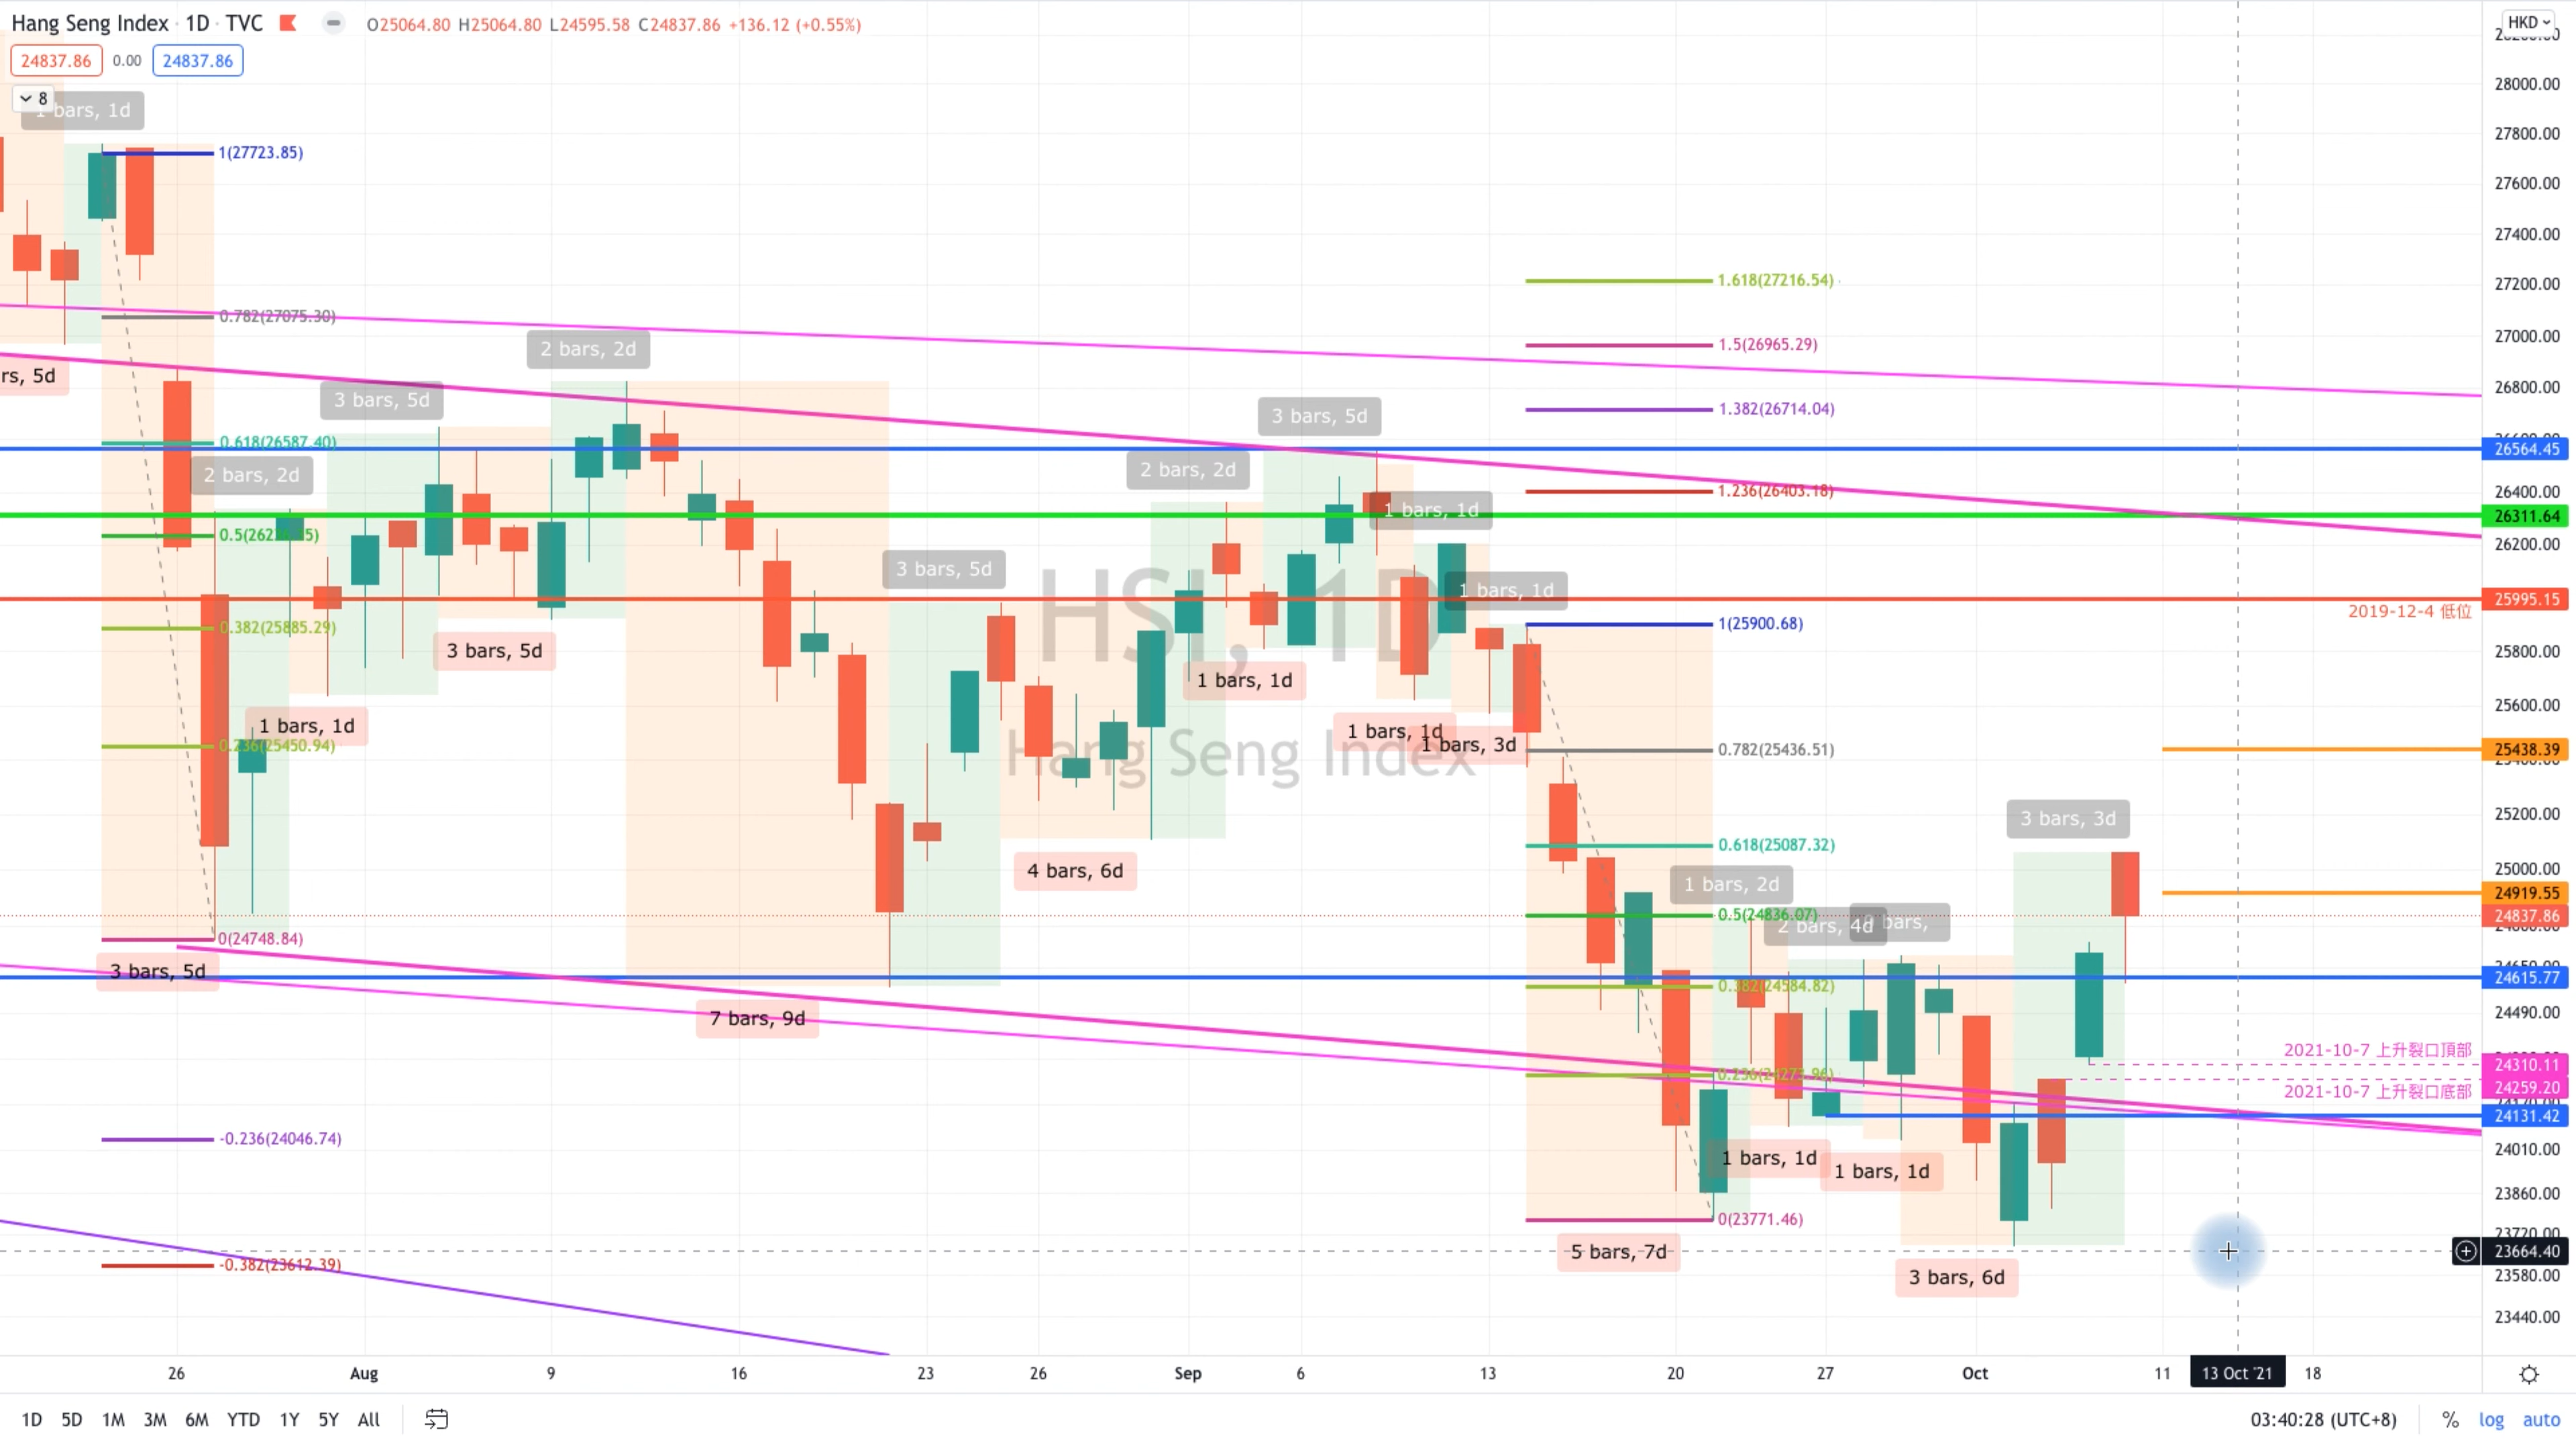 Hang Seng Index · 1D · TVC
O25064.80 H25064.80 L24595.58 C24837.86 +136.12 (+0.55%)
HKD
24837.86 0.00 24837.86
8
bars, 1d
28000.00
27800.00
1(27723.85)
27600.00
27400.00
1.618(27216.54)
27200.00
0.782(27075.30)
27000.00
2 bars, 2d
1.5(26965.29)
rs, 5d
26800.00
3 bars, 5d
1.382(26714.04)
3 bars, 5d
0.618(26587.40)
26564.45
2 bars, 2d
2 bars, 2d
1.236(26403.18)
26400.00
1 bars, 1d
26311.64
26200.00
3 bars, 5d
HSI, 1D
Hang Seng Index
1 bars, 1d
25995.15
2019-12-4 低位
0.382(25885.29)
1(25900.68)
3 bars, 5d
25800.00
1 bars, 1d
25600.00
1 bars, 1d
1 bars, 1d
1 bars, 3d
0.236(25450.94)
0.782(25436.51)
25438.39
25200.00
3 bars, 3d
0.618(25087.32)
4 bars, 6d
25000.00
1 bars, 2d
24919.55
0.5(24836.07)
24837.86
2 bars, 4d
bars,
0(24748.84)
3 bars, 5d
24615.77
0.382(24584.82)
7 bars, 9d
24490.00
2021-10-7 上升裂口頂部
24310.11
24259.20
2021-10-7 上升裂口底部
24131.42
-0.236(24046.74)
24010.00
1 bars, 1d
1 bars, 1d
23860.00
0(23771.46)
23720.00
5 bars, 7d
23664.40
-0.382(23612.39)
3 bars, 6d
23580.00
23440.00
26 Aug 9 16 23 26 Sep 6 13 20 27 Oct 11 13 Oct '21 18
1D 5D 1M 3M 6M YTD 1Y 5Y All
03:40:28 (UTC+8) % log auto